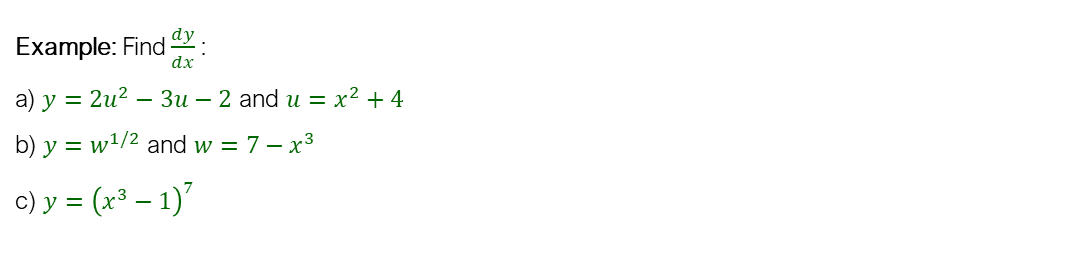 Example: Find dy/dx :
a) y = 2u² − 3u − 2 and u = x² + 4
b) y = w^{1/2} and w = 7 − x³
c) y = (x³ − 1)⁷